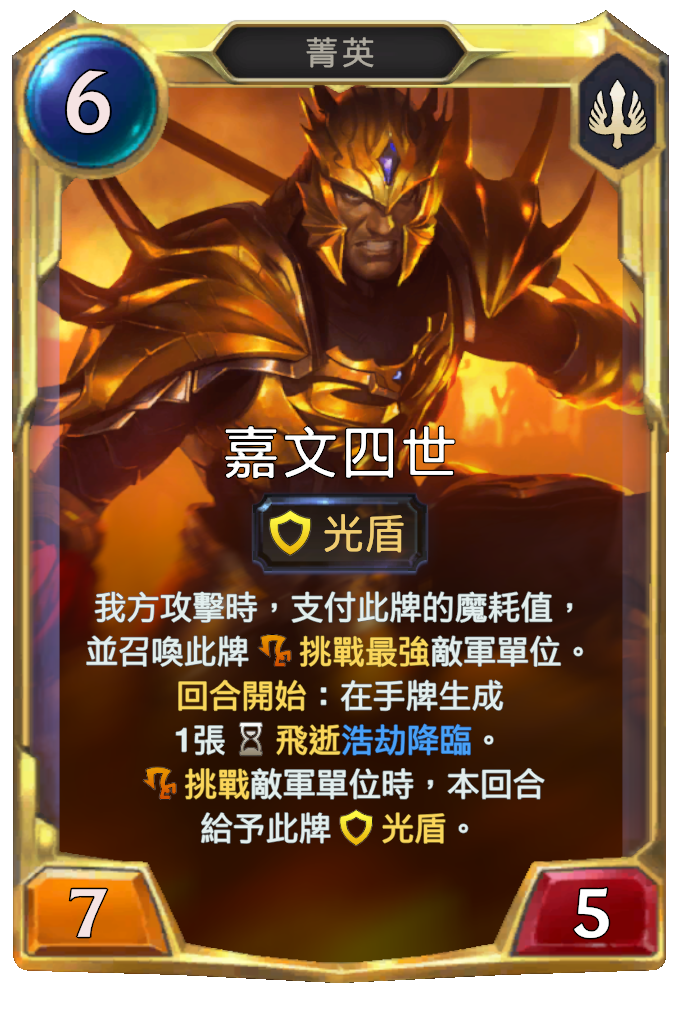 菁英
6
嘉文四世
光盾
我方攻擊時，支付此牌的魔耗值，
並召喚此牌 挑戰最強敵軍單位。
回合開始：在手牌生成
1張 飛逝浩劫降臨。
挑戰敵軍單位時，本回合
給予此牌 光盾。
7
5